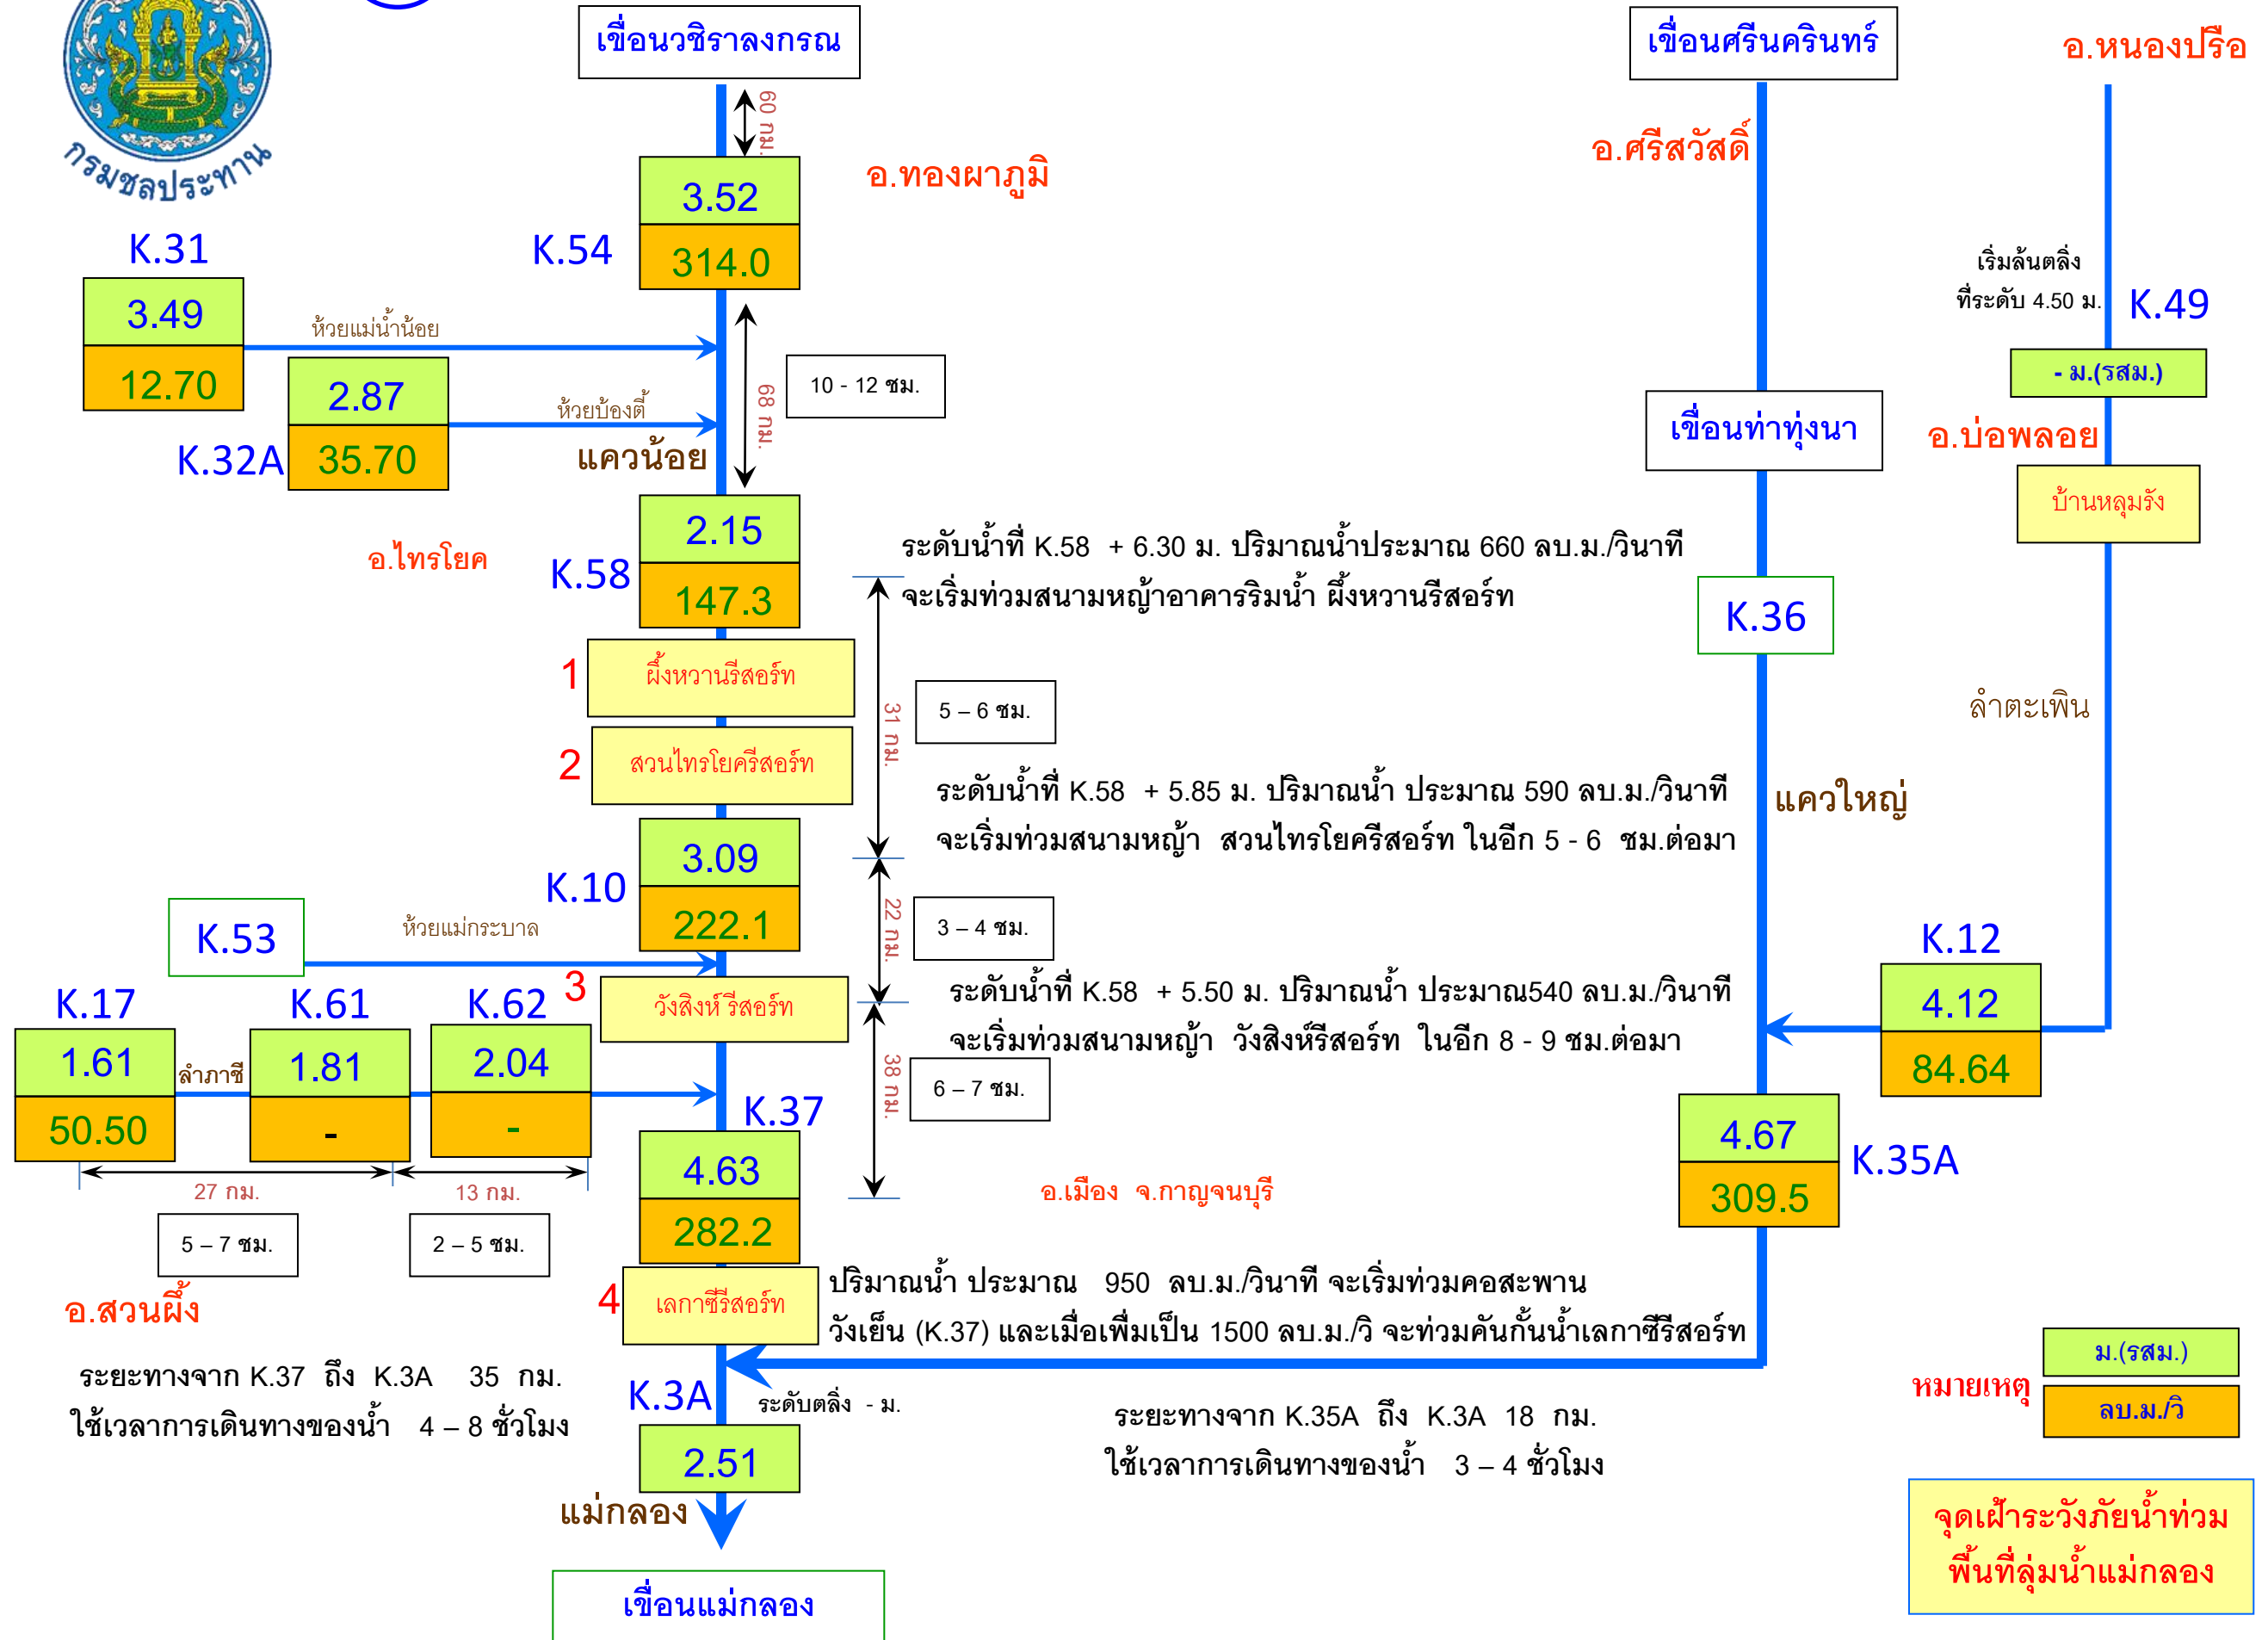 กรมชลประทาน
เขื่อนวชิราลงกรณ
เขื่อนศรีนครินทร์
อ.หนองปรือ
60 กม.
อ.ศรีสวัสดิ์
อ.ทองผาภูมิ
K.54
3.52
314.0
K.31
3.49
12.70
ห้วยแม่น้ำน้อย
เริ่มล้นตลิ่ง
ที่ระดับ 4.50 ม.
K.49
- ม.(รสม.)
2.87
35.70
K.32A
ห้วยบ้องตี้
68 กม.
10 - 12 ชม.
แควน้อย
เขื่อนท่าทุ่งนา
อ.บ่อพลอย
บ้านหลุมรัง
อ.ไทรโยค
K.58
2.15
147.3
ระดับน้ำที่ K.58 + 6.30 ม. ปริมาณน้ำประมาณ 660 ลบ.ม./วินาที
จะเริ่มท่วมสนามหญ้าอาคารริมน้ำ ผึ้งหวานรีสอร์ท
K.36
1
ผึ้งหวานรีสอร์ท
31 กม.
5 – 6 ชม.
ลำตะเพิน
2
สวนไทรโยครีสอร์ท
ระดับน้ำที่ K.58 + 5.85 ม. ปริมาณน้ำ ประมาณ 590 ลบ.ม./วินาที
จะเริ่มท่วมสนามหญ้า สวนไทรโยครีสอร์ท ในอีก 5 - 6 ชม.ต่อมา
แควใหญ่
K.10
3.09
222.1
22 กม.
3 – 4 ชม.
K.53
ห้วยแม่กระบาล
K.12
4.12
84.64
3
วังสิงห์ รีสอร์ท
ระดับน้ำที่ K.58 + 5.50 ม. ปริมาณน้ำ ประมาณ540 ลบ.ม./วินาที
จะเริ่มท่วมสนามหญ้า วังสิงห์รีสอร์ท ในอีก 8 - 9 ชม.ต่อมา
K.17
1.61
50.50
ลำภาชี
K.61
1.81
-
K.62
2.04
-
38 กม.
6 – 7 ชม.
K.37
4.63
282.2
4.67
309.5
K.35A
27 กม.
13 กม.
5 – 7 ชม.
2 – 5 ชม.
อ.เมือง จ.กาญจนบุรี
อ.สวนผึ้ง
4
เลกาซีรีสอร์ท
ปริมาณน้ำ ประมาณ 950 ลบ.ม./วินาที จะเริ่มท่วมคอสะพาน
วังเย็น (K.37) และเมื่อเพิ่มเป็น 1500 ลบ.ม./วิ จะท่วมคันกั้นน้ำเลกาซีรีสอร์ท
ระยะทางจาก K.37 ถึง K.3A 35 กม.
ใช้เวลาการเดินทางของน้ำ 4 – 8 ชั่วโมง
K.3A
ระดับตลิ่ง - ม.
2.51
ระยะทางจาก K.35A ถึง K.3A 18 กม.
ใช้เวลาการเดินทางของน้ำ 3 – 4 ชั่วโมง
หมายเหตุ
ม.(รสม.)
ลบ.ม./วิ
แม่กลอง
เขื่อนแม่กลอง
จุดเฝ้าระวังภัยน้ำท่วม
พื้นที่ลุ่มน้ำแม่กลอง